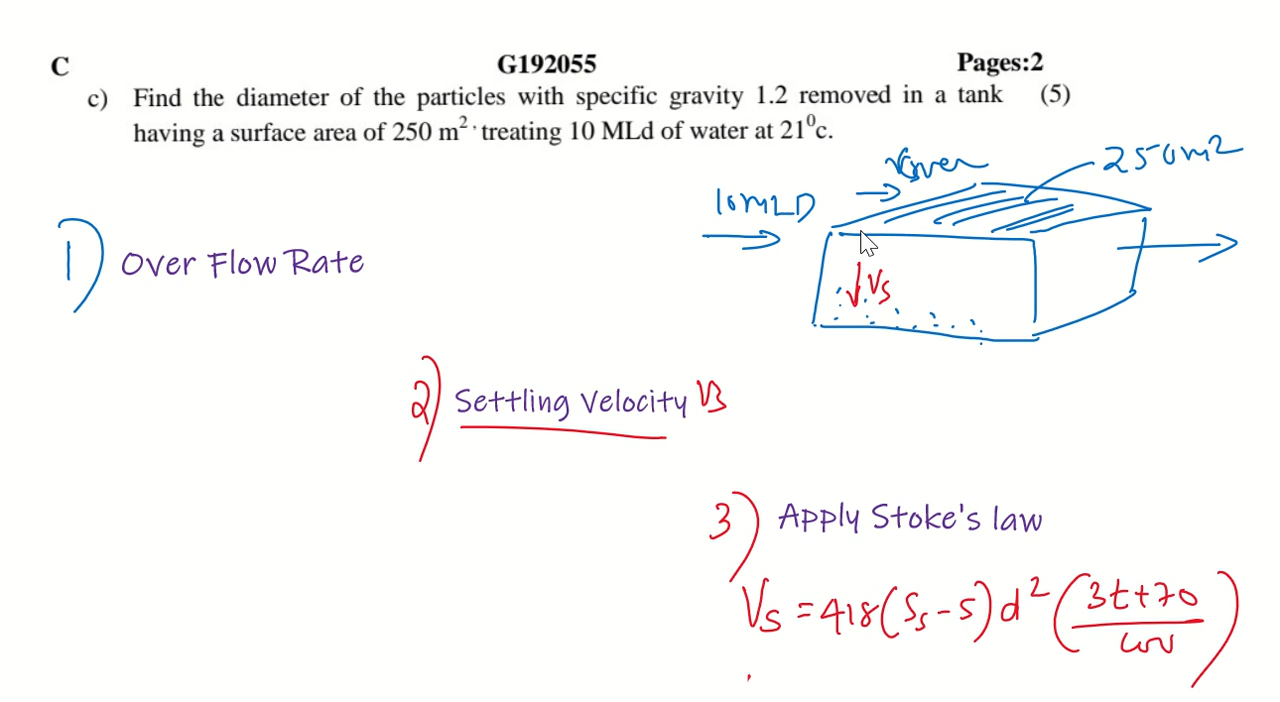 C G192055 Pages:2
c) Find the diameter of the particles with specific gravity 1.2 removed in a tank (5)
having a surface area of 250 m². treating 10 MLd of water at 21⁰c.
250m2
10MLD
Vs
1) Over Flow Rate
2) Settling Velocity Vs
3) Apply Stoke's law
Vs = 418(Ss-S)d²(3t+70/100)